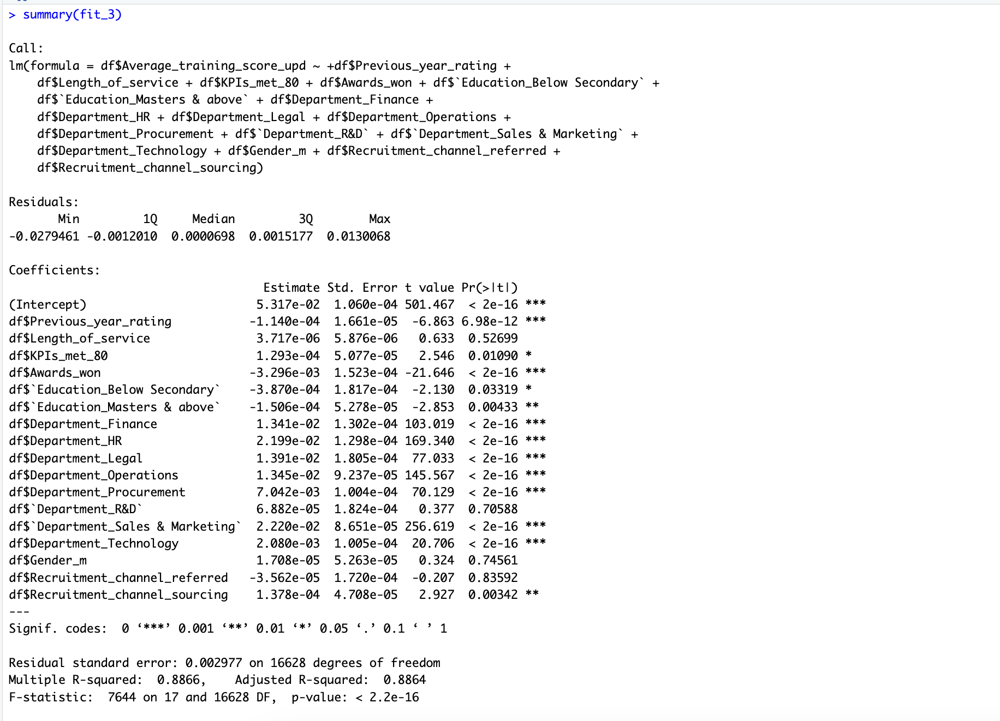 > summary(fit_3)
Call:
lm(formula = df$Average_training_score_upd ~ +df$Previous_year_rating +
    df$Length_of_service + df$KPIs_met_80 + df$Awards_won + df$`Education_Below Secondary` +
    df$`Education_Masters & above` + df$Department_Finance +
    df$Department_HR + df$Department_Legal + df$Department_Operations +
    df$Department_Procurement + df$`Department_R&D` + df$`Department_Sales & Marketing` +
    df$Department_Technology + df$Gender_m + df$Recruitment_channel_referred +
    df$Recruitment_channel_sourcing)
Residuals:
       Min         1Q     Median         3Q        Max
-0.0279461 -0.0012010  0.0000698  0.0015177  0.0130068
Coefficients:
                                    Estimate Std. Error t value Pr(>|t|)
(Intercept)                        5.317e-02  1.060e-04 501.467  < 2e-16 ***
df$Previous_year_rating           -1.140e-04  1.661e-05  -6.863 6.98e-12 ***
df$Length_of_service               3.717e-06  5.876e-06   0.633  0.52699
df$KPIs_met_80                     1.293e-04  5.077e-05   2.546  0.01090 *
df$Awards_won                     -3.296e-03  1.523e-04 -21.646  < 2e-16 ***
df$`Education_Below Secondary`    -3.870e-04  1.817e-04  -2.130  0.03319 *
df$`Education_Masters & above`    -1.506e-04  5.278e-05  -2.853  0.00433 **
df$Department_Finance              1.341e-02  1.302e-04 103.019  < 2e-16 ***
df$Department_HR                   2.199e-02  1.298e-04 169.340  < 2e-16 ***
df$Department_Legal                1.391e-02  1.805e-04  77.033  < 2e-16 ***
df$Department_Operations           1.345e-02  9.237e-05 145.567  < 2e-16 ***
df$Department_Procurement          7.042e-03  1.004e-04  70.129  < 2e-16 ***
df$`Department_R&D`                6.882e-05  1.824e-04   0.377  0.70588
df$`Department_Sales & Marketing`  2.220e-02  8.651e-05 256.619  < 2e-16 ***
df$Department_Technology           2.080e-03  1.005e-04  20.706  < 2e-16 ***
df$Gender_m                        1.708e-05  5.263e-05   0.324  0.74561
df$Recruitment_channel_referred   -3.562e-05  1.720e-04  -0.207  0.83592
df$Recruitment_channel_sourcing    1.378e-04  4.708e-05   2.927  0.00342 **
---
Signif. codes:  0 ‘***’ 0.001 ‘**’ 0.01 ‘*’ 0.05 ‘.’ 0.1 ‘ ’ 1
Residual standard error: 0.002977 on 16628 degrees of freedom
Multiple R-squared:  0.8866,    Adjusted R-squared:  0.8864
F-statistic:  7644 on 17 and 16628 DF,  p-value: < 2.2e-16